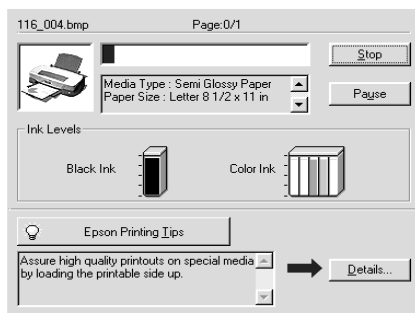 116_004.bmp Page:0/1
Stop
Media Type : Semi Glossy Paper
Paper Size : Letter 8 1/2 x 11 in
Pause
Ink Levels
Black Ink
Color Ink
Epson Printing Tips
Assure high quality printouts on special media
by loading the printable side up.
Details...